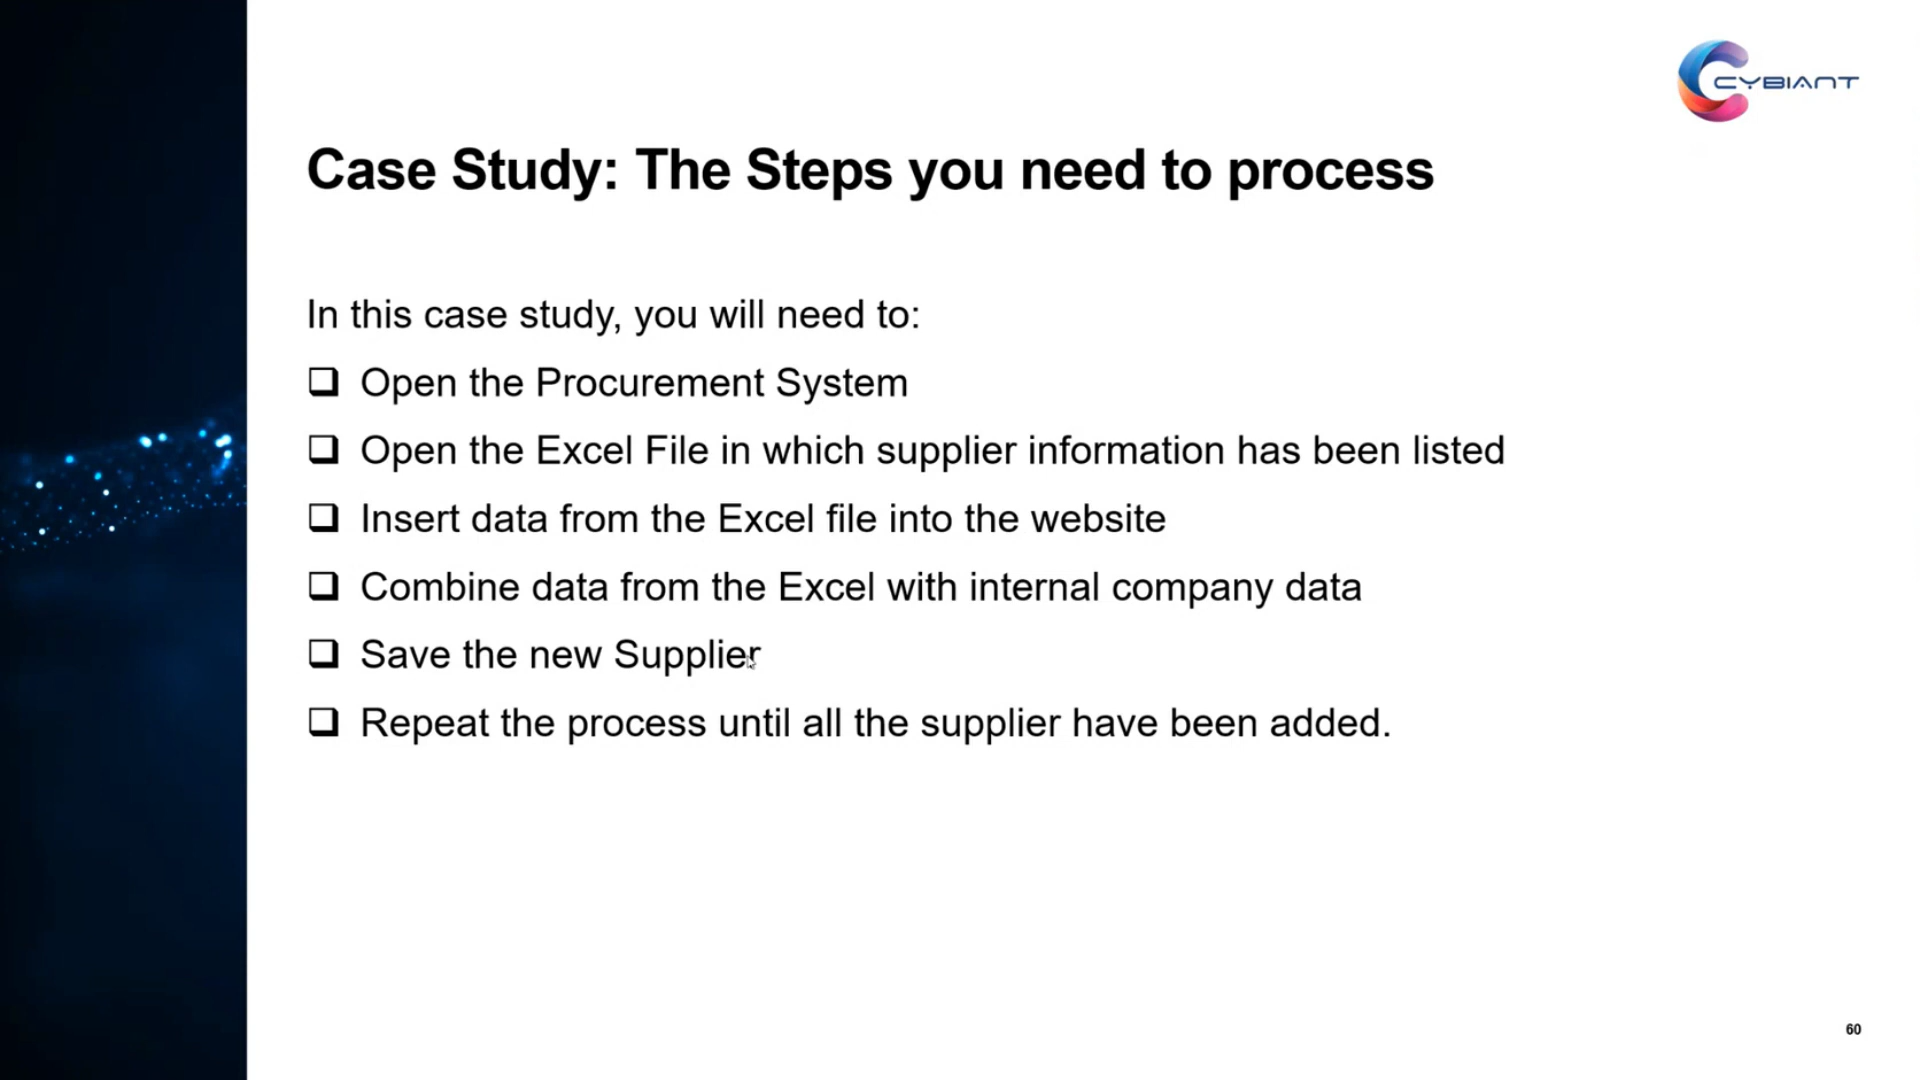 CYBIANT
Case Study: The Steps you need to process
In this case study, you will need to:
❑ Open the Procurement System
❑ Open the Excel File in which supplier information has been listed
❑ Insert data from the Excel file into the website
❑ Combine data from the Excel with internal company data
❑ Save the new Supplier
❑ Repeat the process until all the supplier have been added.
60